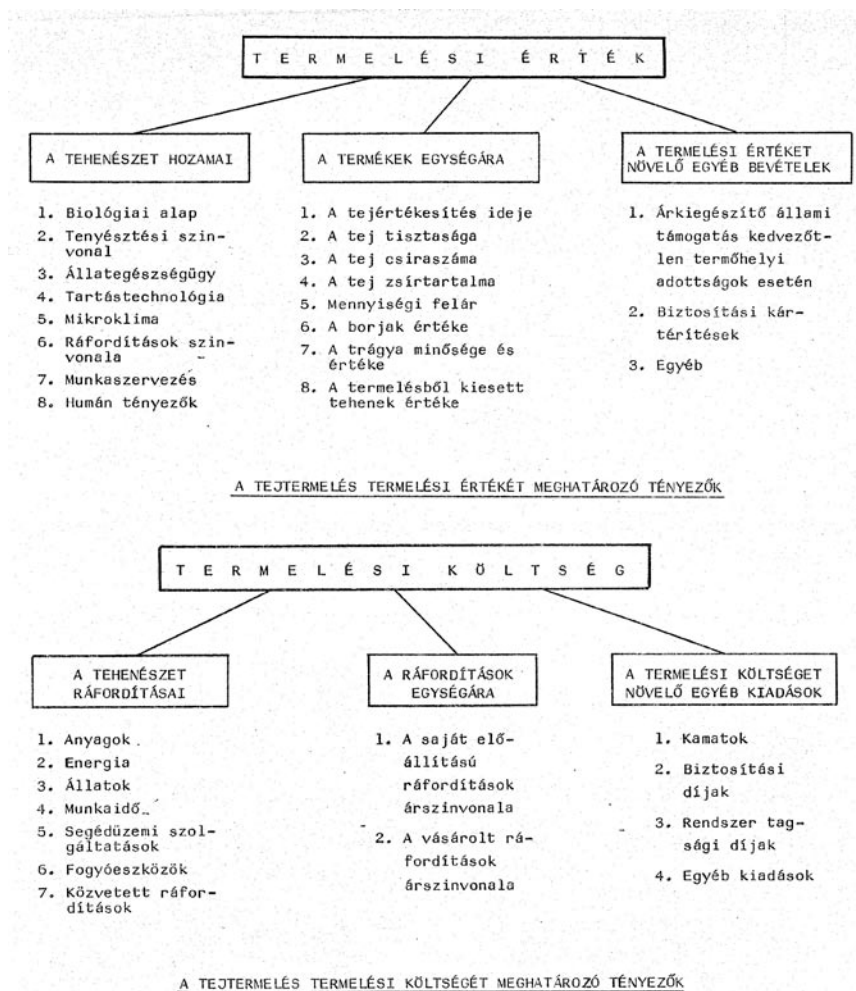 TERMELÉSI ÉRTÉK
A TEHENÉSZET HOZAMAI
1. Biológiai alap
2. Tenyésztési szin-
vonal
3. Állategészségügy
4. Tartástechnológia
5. Mikroklima
6. Ráfordítások szin-
vonala
7. Munkaszervezés
8. Humán tényezők
A TERMÉKEK EGYSÉGÁRA
1. A tejértékesítés ideje
2. A tej tisztasága
3. A tej csiraszáma
4. A tej zsírtartalma
5. Mennyiségi felár
6. A borjak értéke
7. A trágya minősége és
értéke
8. A termelésből kiesett
tehenek értéke
A TERMELÉSI ÉRTÉKET
NÖVELŐ EGYÉB BEVÉTELEK
1. Árkiegészítő állami
támogatás kedvezőt-
len termőhelyi
adottságok esetén
2. Biztosítási kár-
térítések
3. Egyéb
A TEJTERMELÉS TERMELÉSI ÉRTÉKÉT MEGHATÁROZÓ TÉNYEZŐK
TERMELÉSI KÖLTSÉG
A TEHENÉSZET
RÁFORDÍTÁSAI
1. Anyagok
2. Energia
3. Állatok
4. Munkaidő
5. Segédüzemi szol-
gáltatások
6. Fogyóeszközök
7. Közvetett ráfor-
dítások
A RÁFORDÍTÁSOK
EGYSÉGÁRA
1. A saját elő-
állítású
ráfordítások
árszinvonala
2. A vásárolt rá-
fordítások
árszinvonala
A TERMELÉSI KÖLTSÉGET
NÖVELŐ EGYÉB KIADÁSOK
1. Kamatok
2. Biztosítási
díjak
3. Rendszer tag-
sági díjak
4. Egyéb kiadások
A TEJTERMELÉS TERMELÉSI KÖLTSÉGÉT MEGHATÁROZÓ TÉNYEZŐK